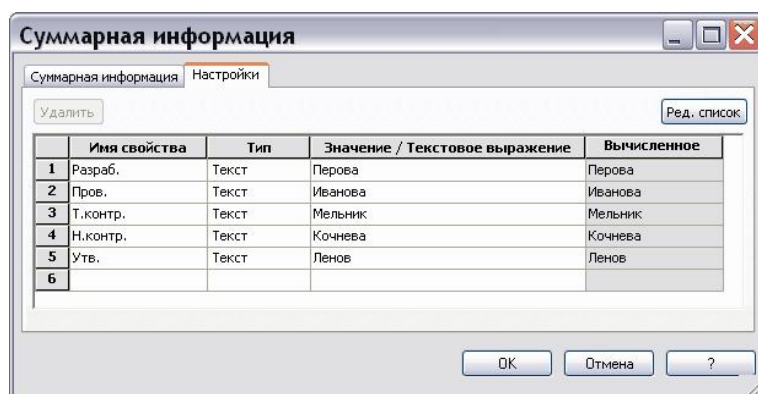 Суммарная информация
Суммарная информация Настройки
Удалить Ред. список
Имя свойства Тип Значение / Текстовое выражение Вычисленное
1 Разраб. Текст Перова Перова
2 Пров. Текст Иванова Иванова
3 Т.контр. Текст Мельник Мельник
4 Н.контр. Текст Кочнева Кочнева
5 Утв. Текст Ленов Ленов
6
OK Отмена ?